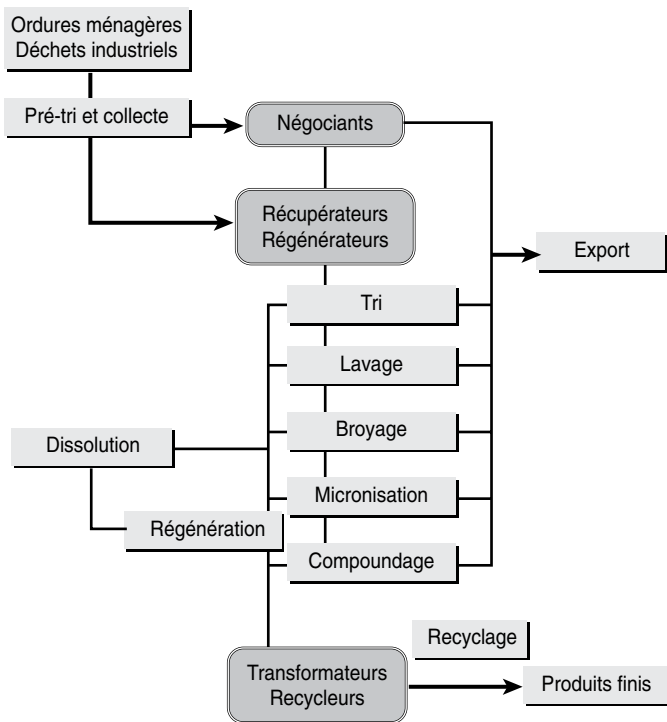 Ordures ménagères
Déchets industriels
Pré-tri et collecte
Négociants
Récupérateurs
Régénérateurs
Export
Tri
Lavage
Broyage
Dissolution
Micronisation
Régénération
Compoundage
Recyclage
Transformateurs
Recycleurs
Produits finis